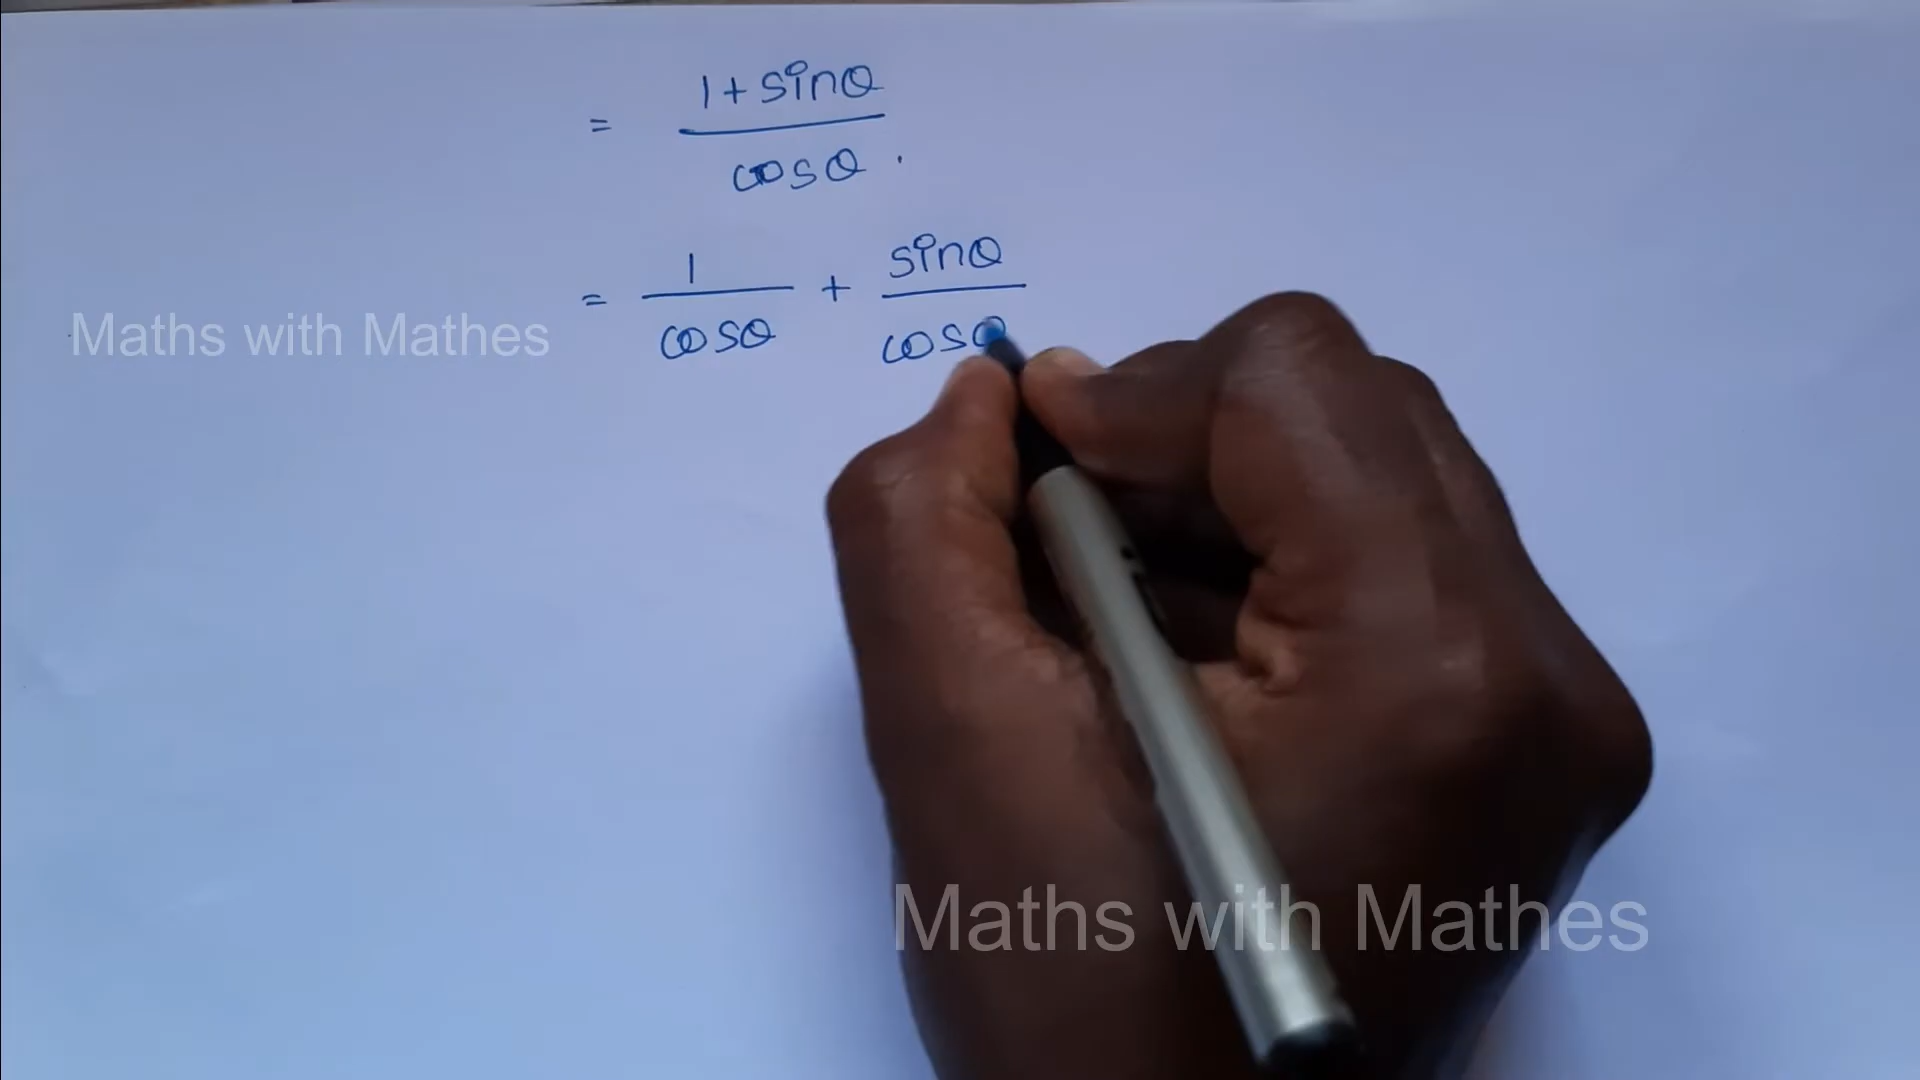 = 1 + sinθ / cosθ .
= 1 / cosθ + sinθ / cosθ
Maths with Mathes
Maths with Mathes